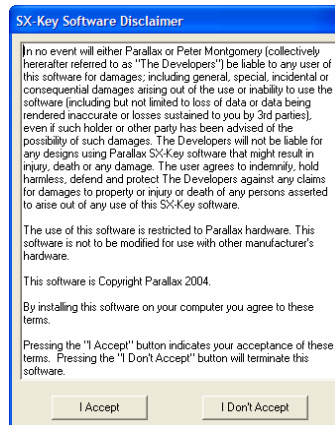 SX-Key Software Disclaimer
In no event will either Parallax or Peter Montgomery (collectively
hereafter referred to as "The Developers") be liable to any user of
this software for damages; including general, special, incidental or
consequential damages arising out of the use or inability to use the
software (including but not limited to loss of data or data being
rendered inaccurate or losses sustained to you by 3rd parties),
even if such holder or other party has been advised of the
possibility of such damages. The Developers will not be liable for
any designs using Parallax SX-Key software that might result in
injury, death or any damage. The user agrees to indemnify, hold
harmless, defend and protect The Developers against any claims
for damages to property or injury or death of any persons asserted
to arise out of any use of this SX-Key software.
The use of this software is restricted to Parallax hardware. This
software is not to be modified for use with other manufacturer's
hardware.
This software is Copyright Parallax 2004.
By installing this software on your computer you agree to these
terms.
Pressing the "I Accept" button indicates your acceptance of these
terms. Pressing the "I Don't Accept" button will terminate this
software.
I Accept
I Don't Accept